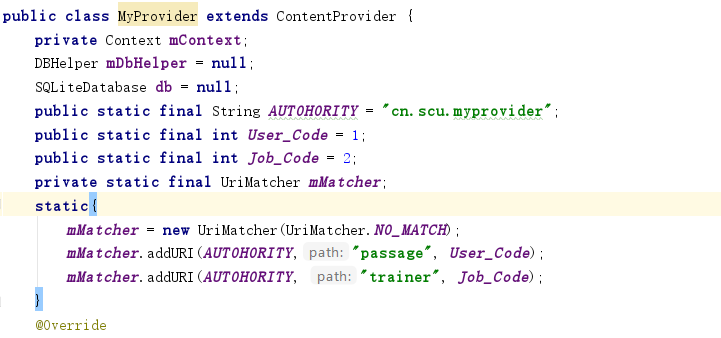 public class MyProvider extends ContentProvider {
private Context mContext;
DBHelper mDbHelper = null;
SQLiteDatabase db = null;
public static final String AUTOHORITY = "cn.scu.myprovider";
public static final int User_Code = 1;
public static final int Job_Code = 2;
private static final UriMatcher mMatcher;
static{
mMatcher = new UriMatcher(UriMatcher.NO_MATCH);
mMatcher.addURI(AUTOHORITY, path: "passage", User_Code);
mMatcher.addURI(AUTOHORITY, path: "trainer", Job_Code);
}
@Override